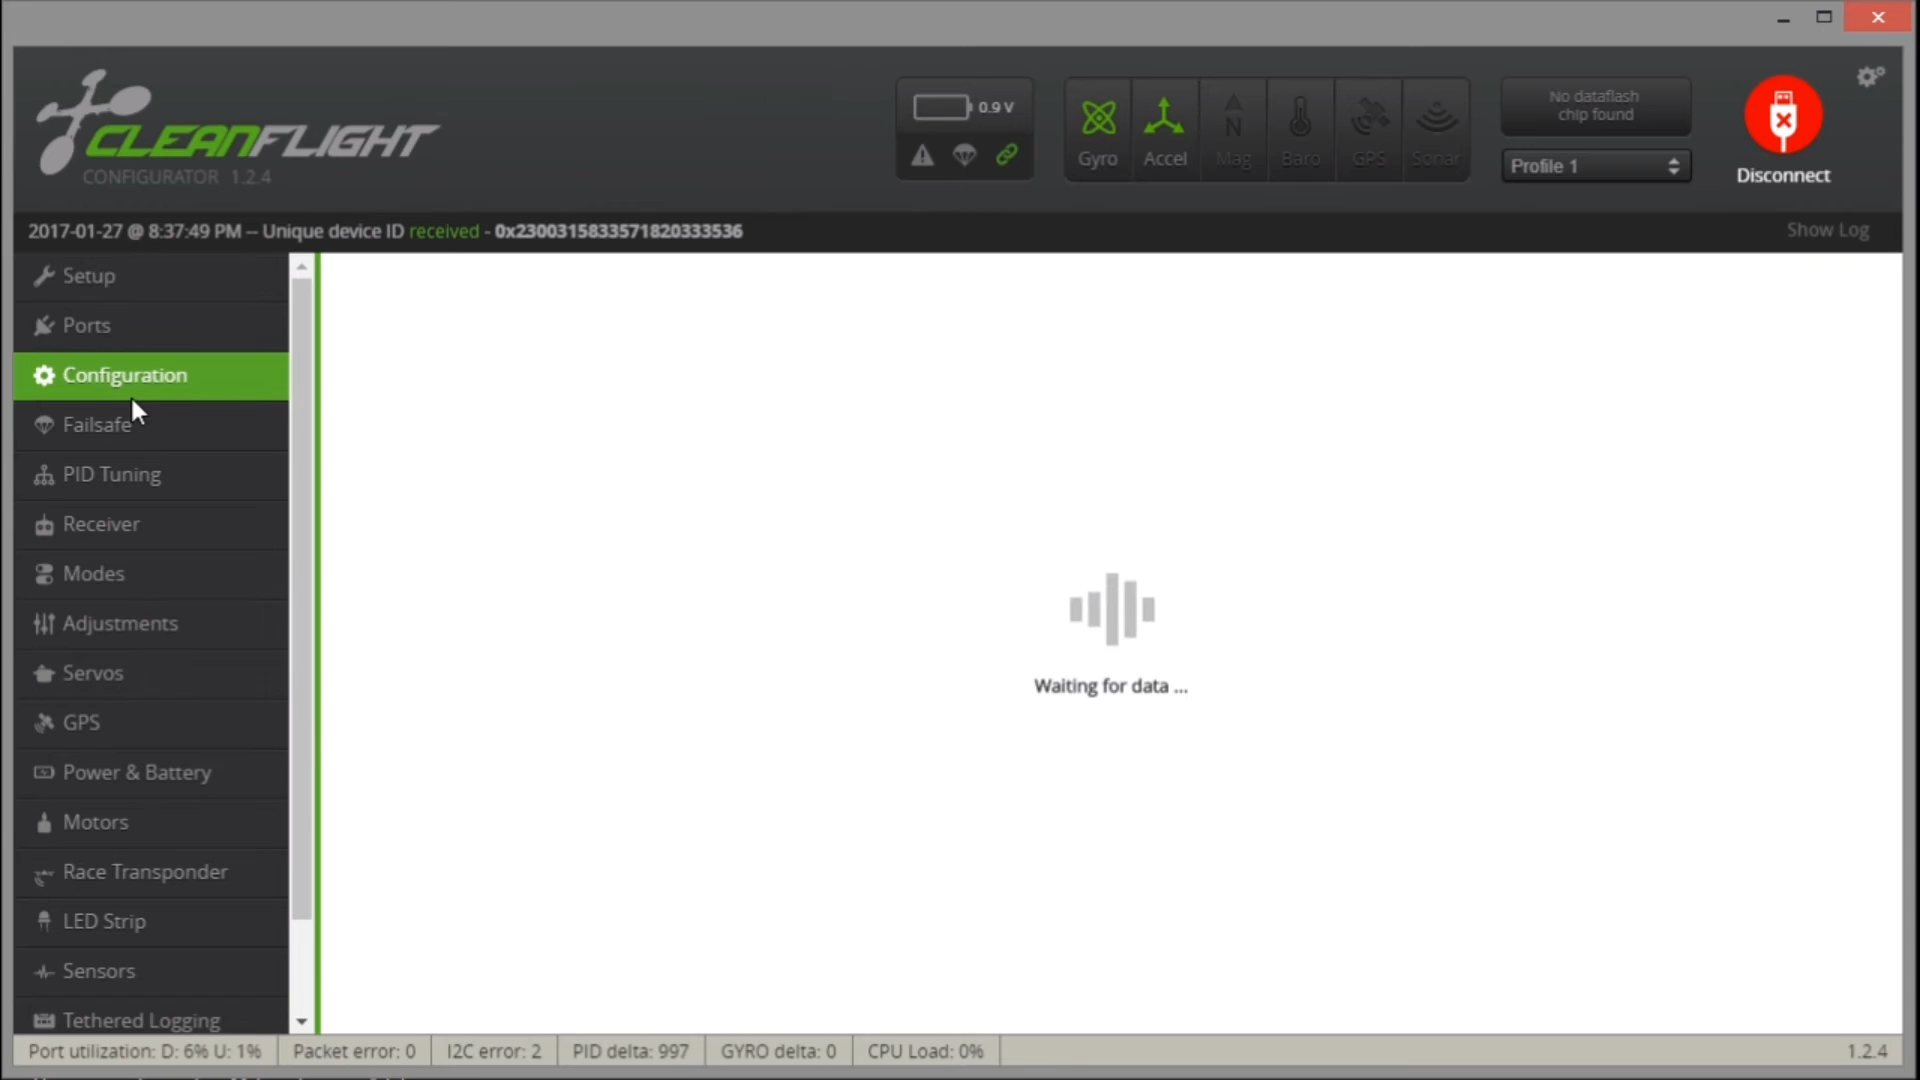 CLEANFLIGHT
CONFIGURATOR 1.2.4
0.9 V
Gyro
Accel
Mag
Baro
GPS
Sonar
No dataflash
chip found
Profile 1
Disconnect
2017-01-27 @ 8:37:49 PM -- Unique device ID received - 0x2300315833571820333536
Show Log
Setup
Ports
Configuration
Failsafe
PID Tuning
Receiver
Modes
Adjustments
Servos
GPS
Power & Battery
Motors
Race Transponder
LED Strip
Sensors
Tethered Logging
Waiting for data ...
Port utilization: D: 6% U: 1%
Packet error: 0
I2C error: 2
PID delta: 997
GYRO delta: 0
CPU Load: 0%
1.2.4